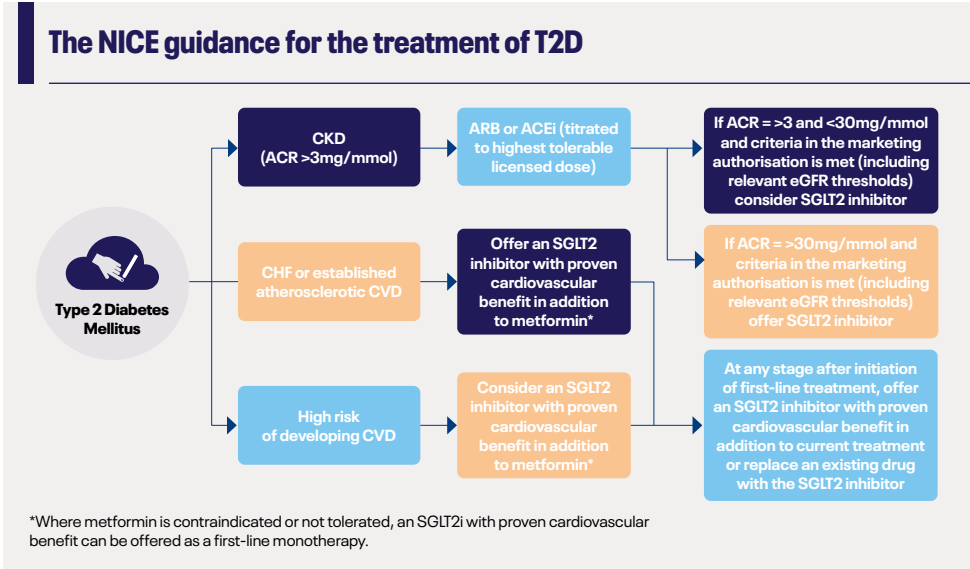 The NICE guidance for the treatment of T2D
CKD
(ACR >3mg/mmol)
ARB or ACEi (titrated
to highest tolerable
licensed dose)
If ACR = >3 and <30mg/mmol
and criteria in the marketing
authorisation is met (including
relevant eGFR thresholds)
consider SGLT2 inhibitor
Type 2 Diabetes
Mellitus
CHF or established
atherosclerotic CVD
Offer an SGLT2
inhibitor with proven
cardiovascular
benefit in addition
to metformin*
If ACR = >30mg/mmol and
criteria in the marketing
authorisation is met (including
relevant eGFR thresholds)
offer SGLT2 inhibitor
High risk
of developing CVD
Consider an SGLT2
inhibitor with proven
cardiovascular
benefit in addition
to metformin*
At any stage after initiation
of first-line treatment, offer
an SGLT2 inhibitor with proven
cardiovascular benefit in
addition to current treatment
or replace an existing drug
with the SGLT2 inhibitor
*Where metformin is contraindicated or not tolerated, an SGLT2i with proven cardiovascular
benefit can be offered as a first-line monotherapy.